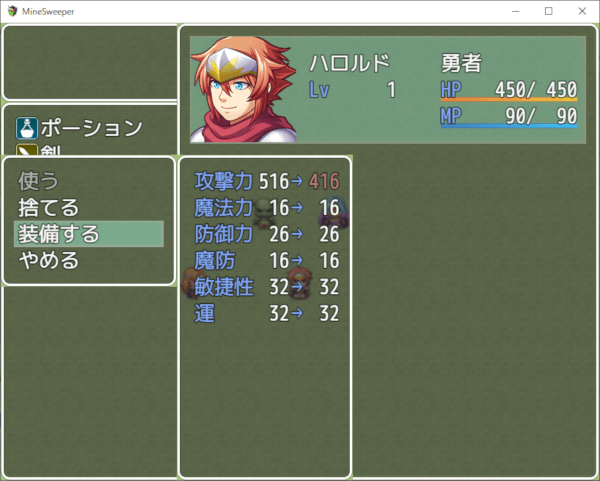 MineSweeper
ハロルド 勇者
Lv 1 HP 450/ 450
MP 90/ 90
ポーション
剣
使う
捨てる
装備する
やめる
攻撃力 516→ 416
魔法力 16→ 16
防御力 26→ 26
魔防 16→ 16
敏捷性 32→ 32
運 32→ 32